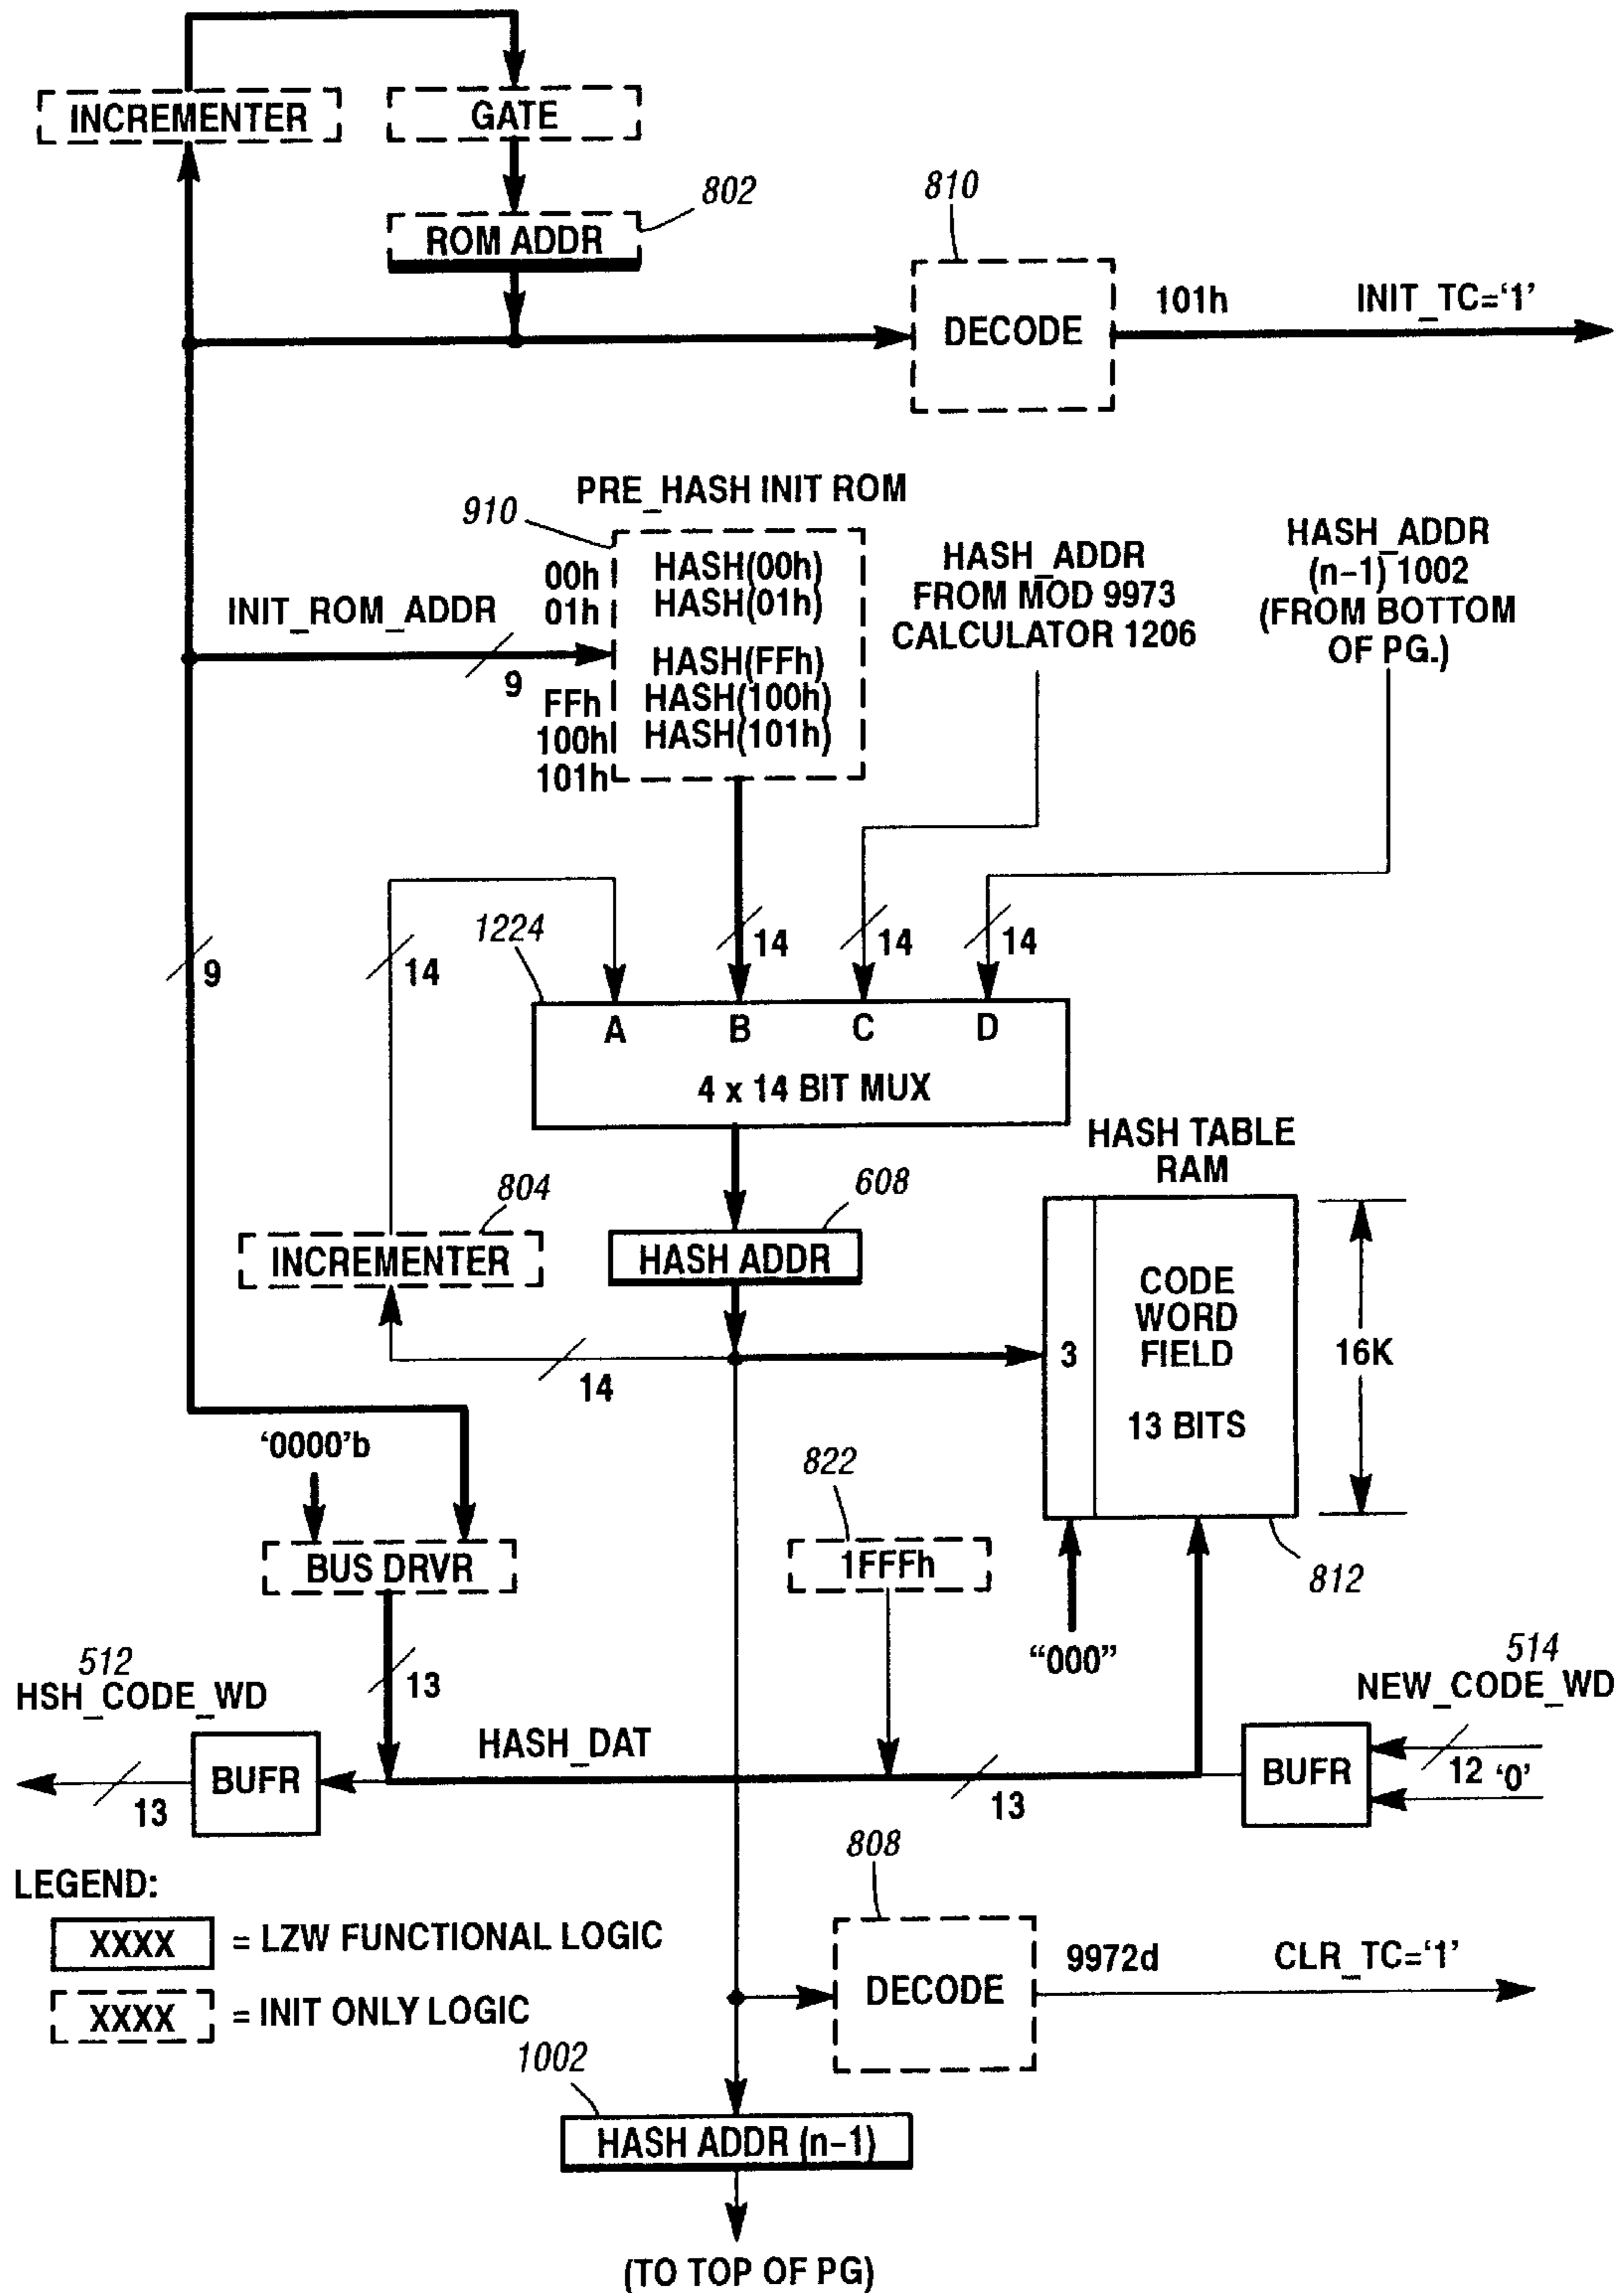 INCREMENTER
GATE
802
ROM ADDR
810
DECODE
101h
INIT_TC='1'
PRE_HASH INIT ROM
910
00h
HASH(00h)
01h
HASH(01h)
HASH(FFh)
FFh
HASH(100h)
100h
HASH(101h)
101h
INIT_ROM_ADDR
9
HASH_ADDR
FROM MOD 9973
CALCULATOR 1206
HASH_ADDR
(n-1) 1002
(FROM BOTTOM
OF PG.)
9
14
1224
14
14
14
A B C D
4 x 14 BIT MUX
HASH TABLE
RAM
804
INCREMENTER
608
HASH ADDR
14
3
CODE
WORD
FIELD
13 BITS
16K
'0000'b
BUS DRVR
822
1FFFh
812
"000"
13
512
HSH_CODE_WD
BUFR
13
HASH_DAT
13
514
NEW_CODE_WD
BUFR
12 '0'
LEGEND:
XXXX = LZW FUNCTIONAL LOGIC
XXXX = INIT ONLY LOGIC
808
DECODE
9972d
CLR_TC='1'
1002
HASH ADDR (n-1)
(TO TOP OF PG)